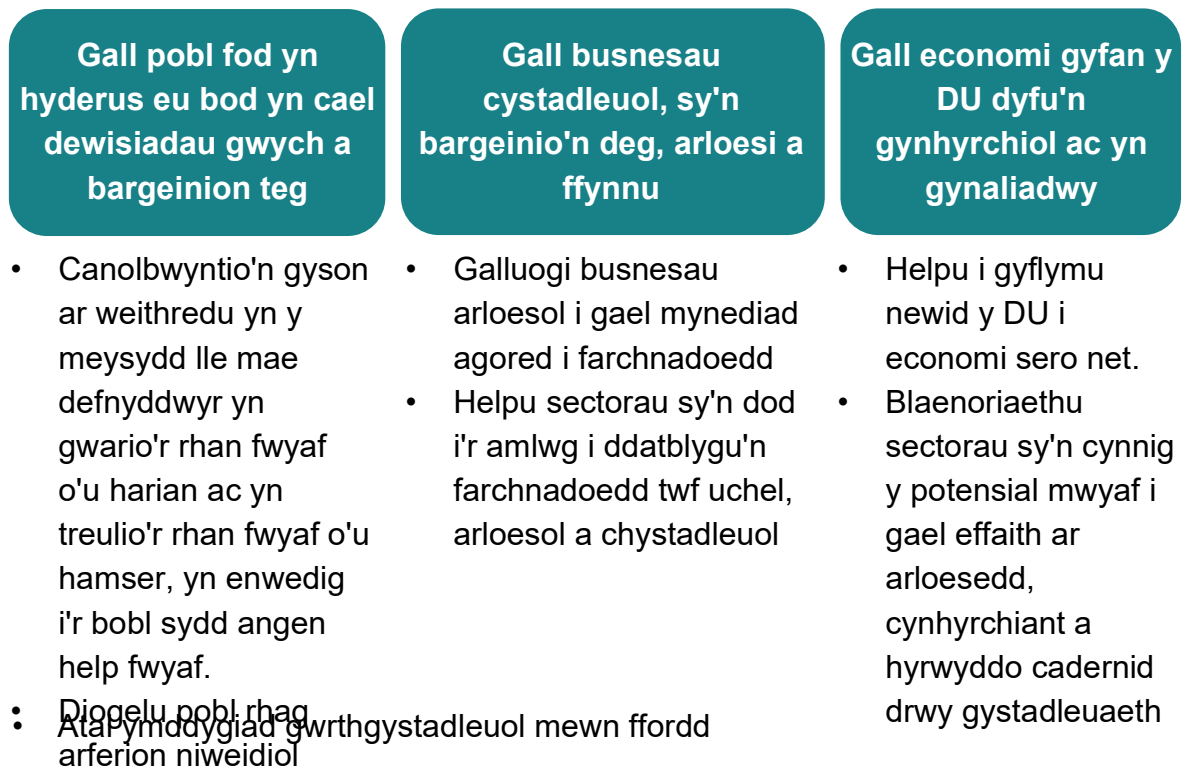 Gall pobl fod yn
hyderus eu bod yn cael
dewisiadau gwych a
bargeinion teg
Gall busnesau
cystadleuol, sy'n
bargeinio'n deg, arloesi a
ffynnu
Gall economi gyfan y
DU dyfu'n
gynhyrchiol ac yn
gynaliadwy
• Canolbwyntio'n gyson
ar weithredu yn y
meysydd lle mae
defnyddwyr yn
gwario'r rhan fwyaf
o'u harian ac yn
treulio'r rhan fwyaf o'u
hamser, yn enwedig
i'r bobl sydd angen
help fwyaf.
• Diogelu pobl rhag
arferion niweidiol
• Galluogi busnesau
arloesol i gael mynediad
agored i farchnadoedd
• Helpu sectorau sy'n dod
i'r amlwg i ddatblygu'n
farchnadoedd twf uchel,
arloesol a chystadleuol
• Helpu i gyflymu
newid y DU i
economi sero net.
• Blaenoriaethu
sectorau sy'n cynnig
y potensial mwyaf i
gael effaith ar
arloesedd,
cynhyrchiant a
hyrwyddo cadernid
drwy gystadleuaeth
• Atal ymddygiad gwrthgystadleuol mewn ffordd